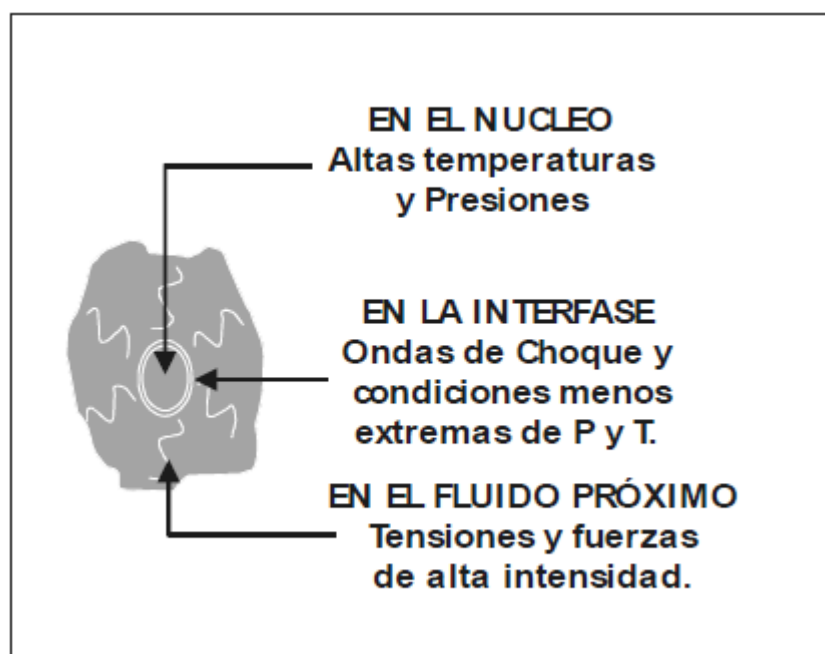 EN EL NUCLEO
Altas temperaturas
y Presiones
EN LA INTERFASE
Ondas de Choque y
condiciones menos
extremas de P y T.
EN EL FLUIDO PRÓXIMO
Tensiones y fuerzas
de alta intensidad.